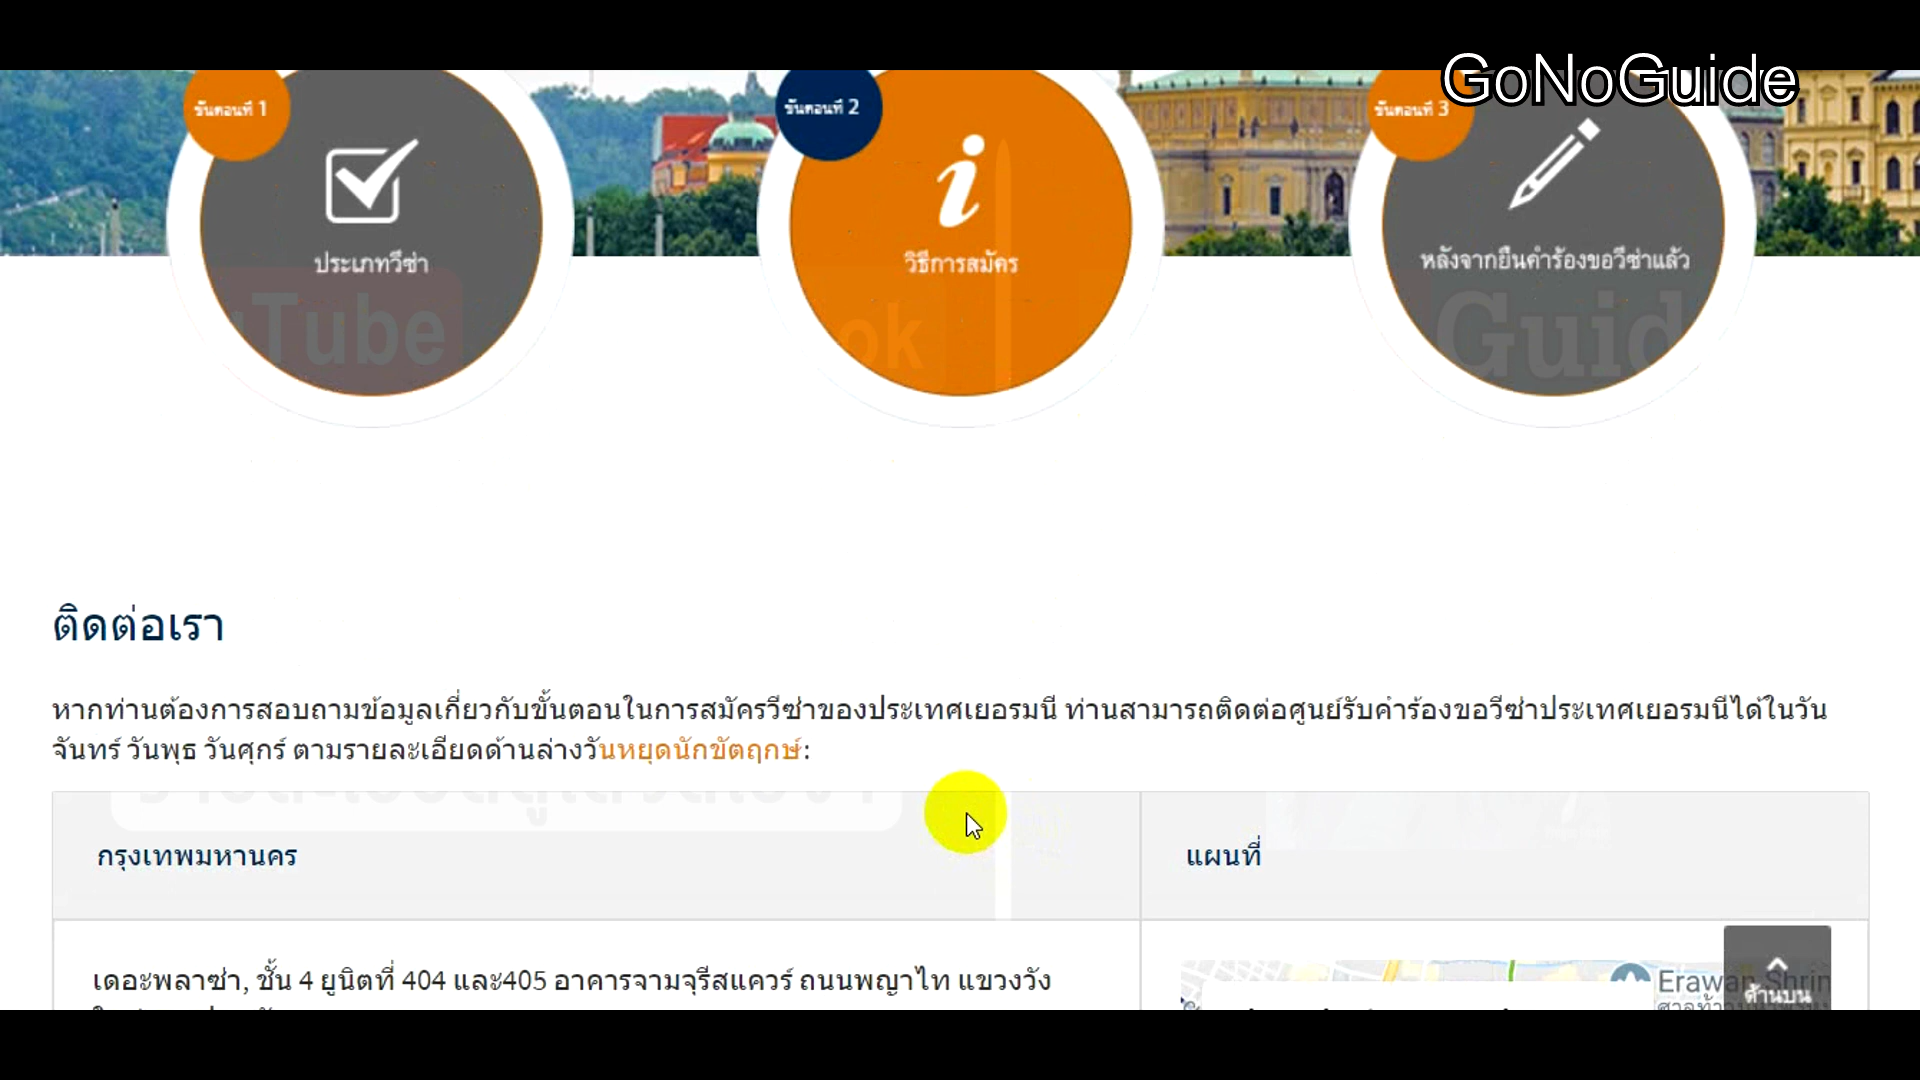 GoNoGuide
ขั้นตอนที่ 1
ขั้นตอนที่ 2
ขั้นตอนที่ 3
ประเภทวีซ่า
วิธีการสมัคร
หลังจากยืนคำร้องขอวีซ่าแล้ว
Tube
ok
Guid
ติดต่อเรา
หากท่านต้องการสอบถามข้อมูลเกี่ยวกับขั้นตอนในการสมัครวีซ่าของประเทศเยอรมนี ท่านสามารถติดต่อศูนย์รับคำร้องขอวีซ่าประเทศเยอรมนีได้ในวัน
จันทร์ วันพุธ วันศุกร์ ตามรายละเอียดด้านล่างวันหยุดนักขัตฤกษ์:
กรุงเทพมหานคร
แผนที่
เดอะพลาซ่า, ชั้น 4 ยูนิตที่ 404 และ405 อาคารจามจุรีสแควร์ ถนนพญาไท แขวงวัง
Erawan Shrin
ด้านบน